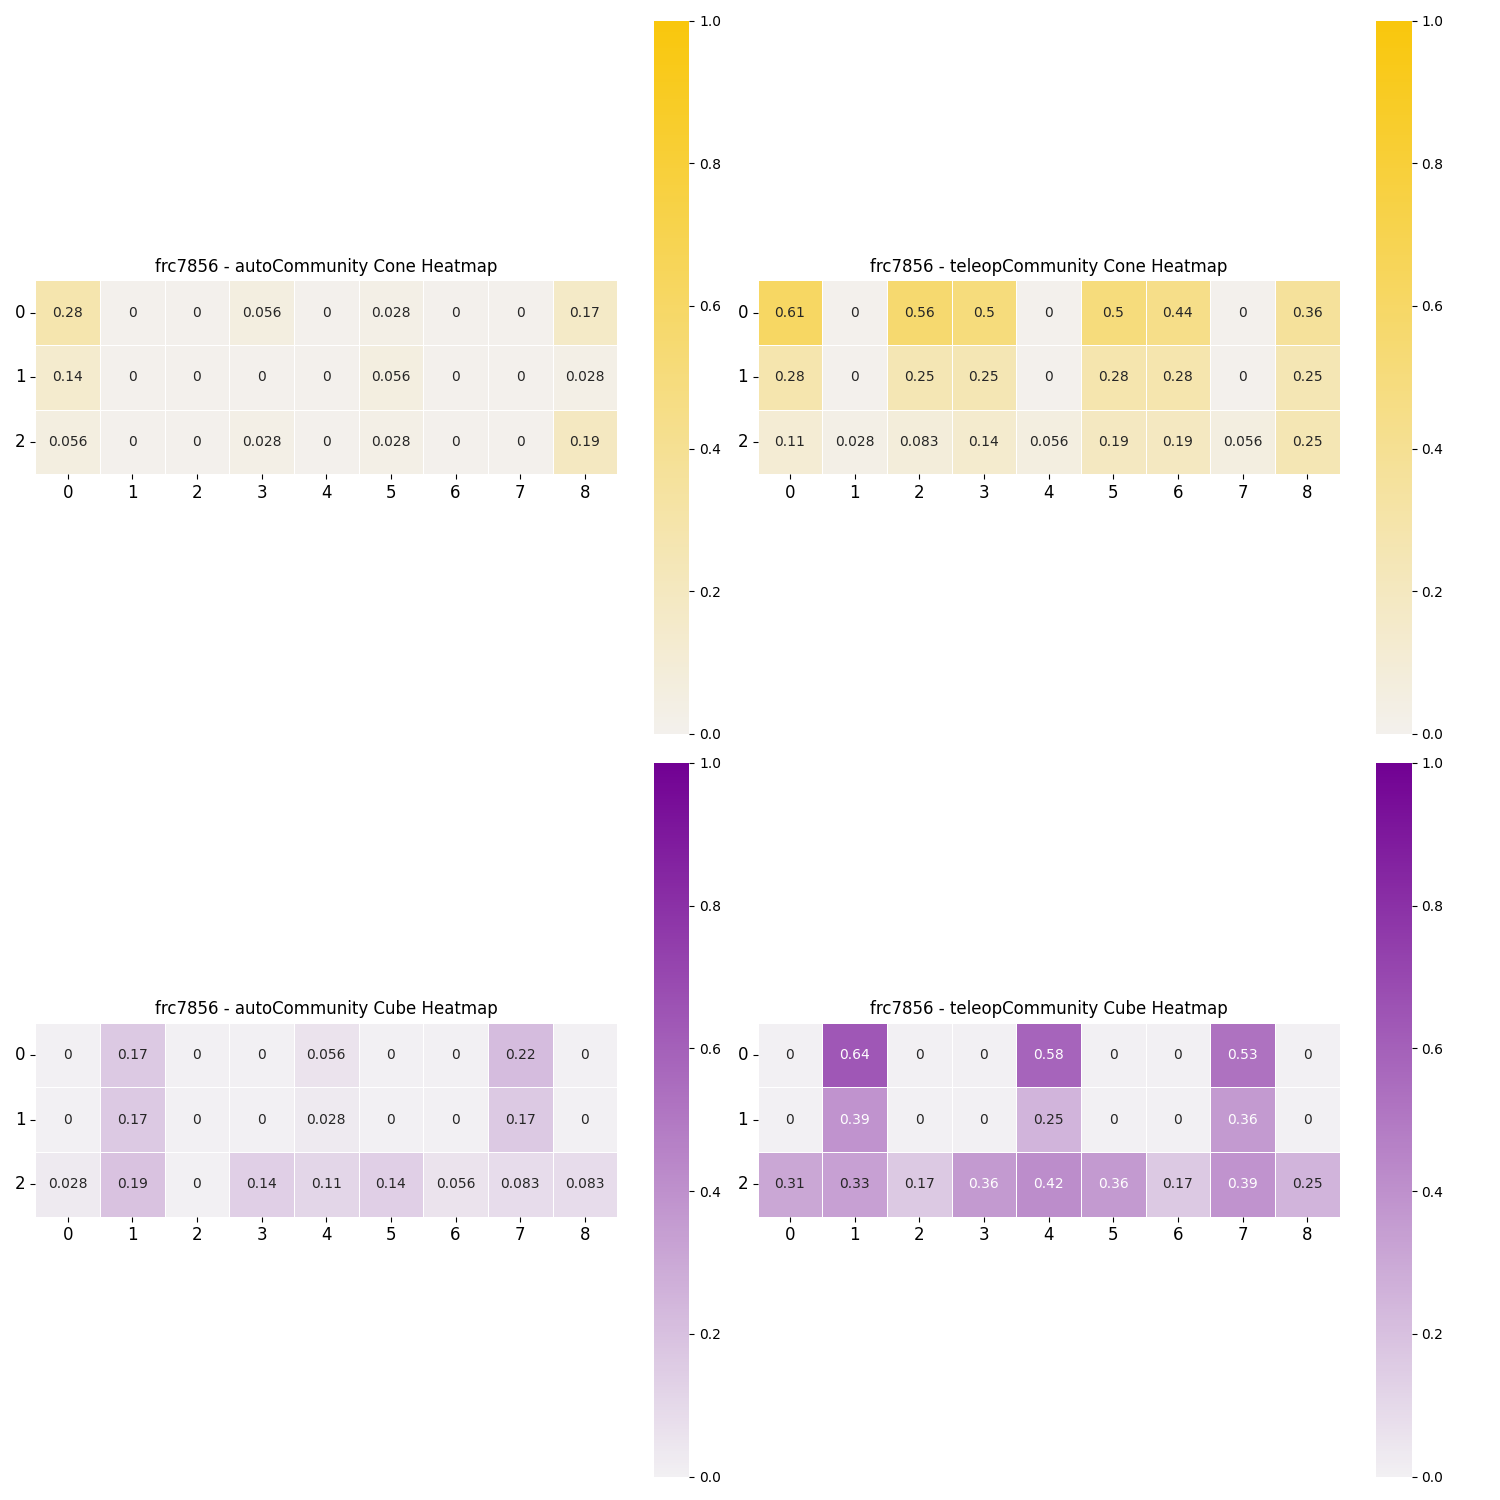 frc7856 - autoCommunity Cone Heatmap
0 0.28 0 0 0.056 0 0.028 0 0 0.17
1 0.14 0 0 0 0 0.056 0 0 0.028
2 0.056 0 0 0.028 0 0.028 0 0 0.19
0 1 2 3 4 5 6 7 8
1.0
0.8
0.6
0.4
0.2
0.0
frc7856 - teleopCommunity Cone Heatmap
0 0.61 0 0.56 0.5 0 0.5 0.44 0 0.36
1 0.28 0 0.25 0.25 0 0.28 0.28 0 0.25
2 0.11 0.028 0.083 0.14 0.056 0.19 0.19 0.056 0.25
0 1 2 3 4 5 6 7 8
1.0
0.8
0.6
0.4
0.2
0.0
frc7856 - autoCommunity Cube Heatmap
0 0 0.17 0 0 0.056 0 0 0.22 0
1 0 0.17 0 0 0.028 0 0 0.17 0
2 0.028 0.19 0 0.14 0.11 0.14 0.056 0.083 0.083
0 1 2 3 4 5 6 7 8
1.0
0.8
0.6
0.4
0.2
0.0
frc7856 - teleopCommunity Cube Heatmap
0 0 0.64 0 0 0.58 0 0 0.53 0
1 0 0.39 0 0 0.25 0 0 0.36 0
2 0.31 0.33 0.17 0.36 0.42 0.36 0.17 0.39 0.25
0 1 2 3 4 5 6 7 8
1.0
0.8
0.6
0.4
0.2
0.0